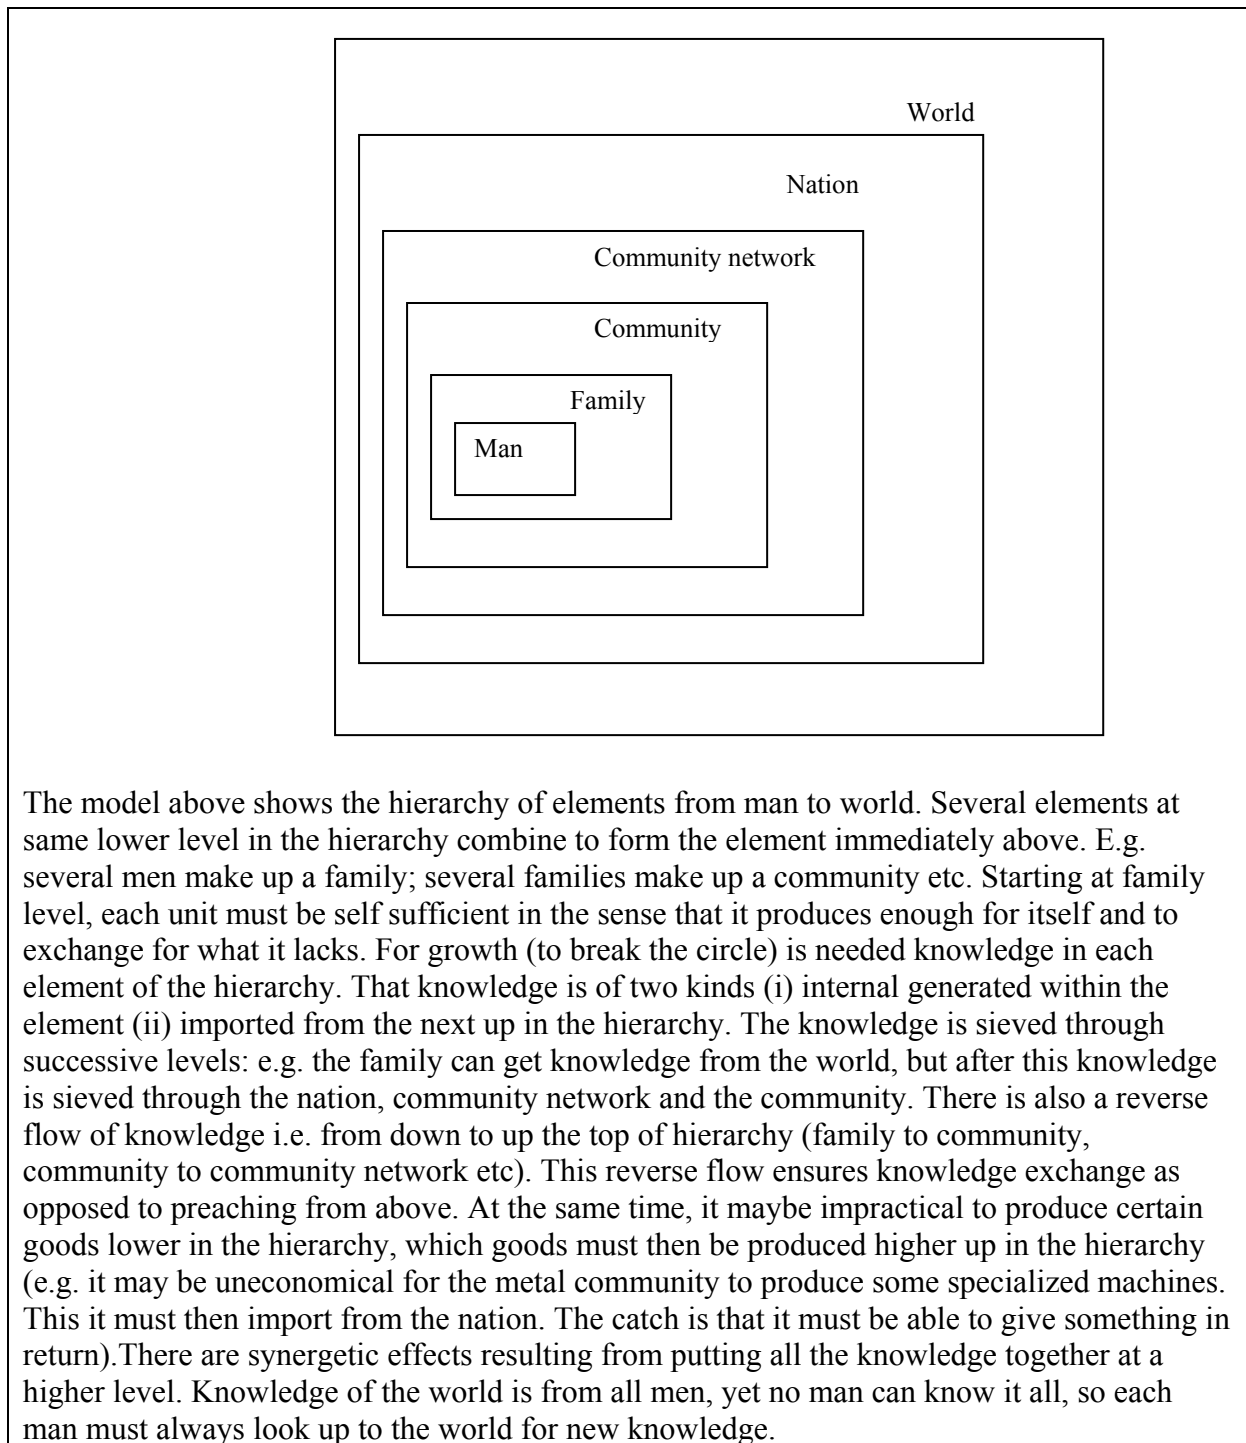 World
Nation
Community network
Community
Family
Man
The model above shows the hierarchy of elements from man to world. Several elements at
same lower level in the hierarchy combine to form the element immediately above. E.g.
several men make up a family; several families make up a community etc. Starting at family
level, each unit must be self sufficient in the sense that it produces enough for itself and to
exchange for what it lacks. For growth (to break the circle) is needed knowledge in each
element of the hierarchy. That knowledge is of two kinds (i) internal generated within the
element (ii) imported from the next up in the hierarchy. The knowledge is sieved through
successive levels: e.g. the family can get knowledge from the world, but after this knowledge
is sieved through the nation, community network and the community. There is also a reverse
flow of knowledge i.e. from down to up the top of hierarchy (family to community,
community to community network etc). This reverse flow ensures knowledge exchange as
opposed to preaching from above. At the same time, it maybe impractical to produce certain
goods lower in the hierarchy, which goods must then be produced higher up in the hierarchy
(e.g. it may be uneconomical for the metal community to produce some specialized machines.
This it must then import from the nation. The catch is that it must be able to give something in
return).There are synergetic effects resulting from putting all the knowledge together at a
higher level. Knowledge of the world is from all men, yet no man can know it all, so each
man must always look up to the world for new knowledge.